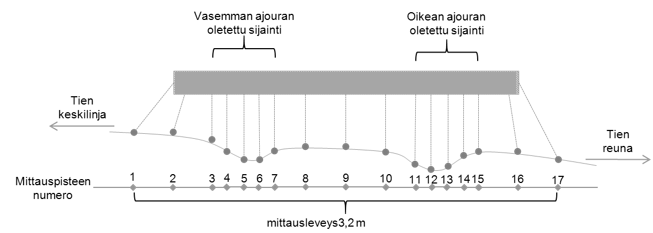 Vasemman ajouran
oletettu sijainti
Oikean ajouran
oletettu sijainti
Tien
keskilinja
Tien
reuna
Mittauspisteen
numero
1 2 3 4 5 6 7 8 9 10 11 12 13 14 15 16 17
mittausleveys3,2 m